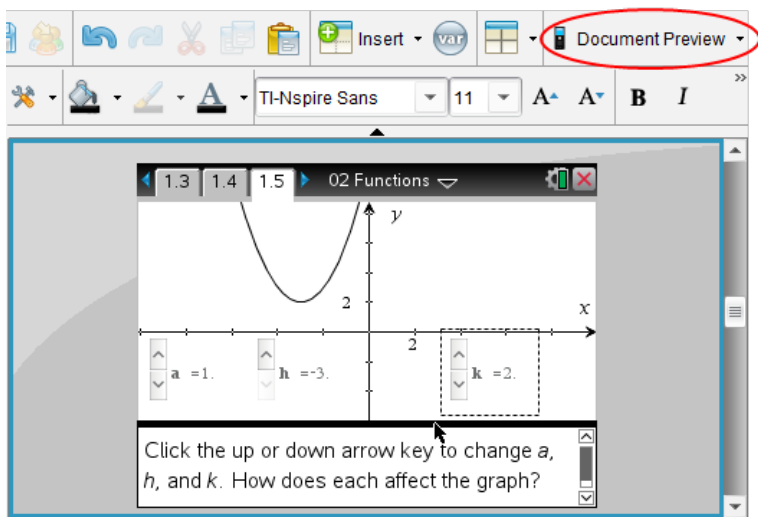 Insert var Document Preview
TI-Nspire Sans 11 A A B I »
1.3 1.4 1.5 02 Functions
y
2
x
2
a =1. h =-3. k =2.
Click the up or down arrow key to change a,
h, and k. How does each affect the graph?